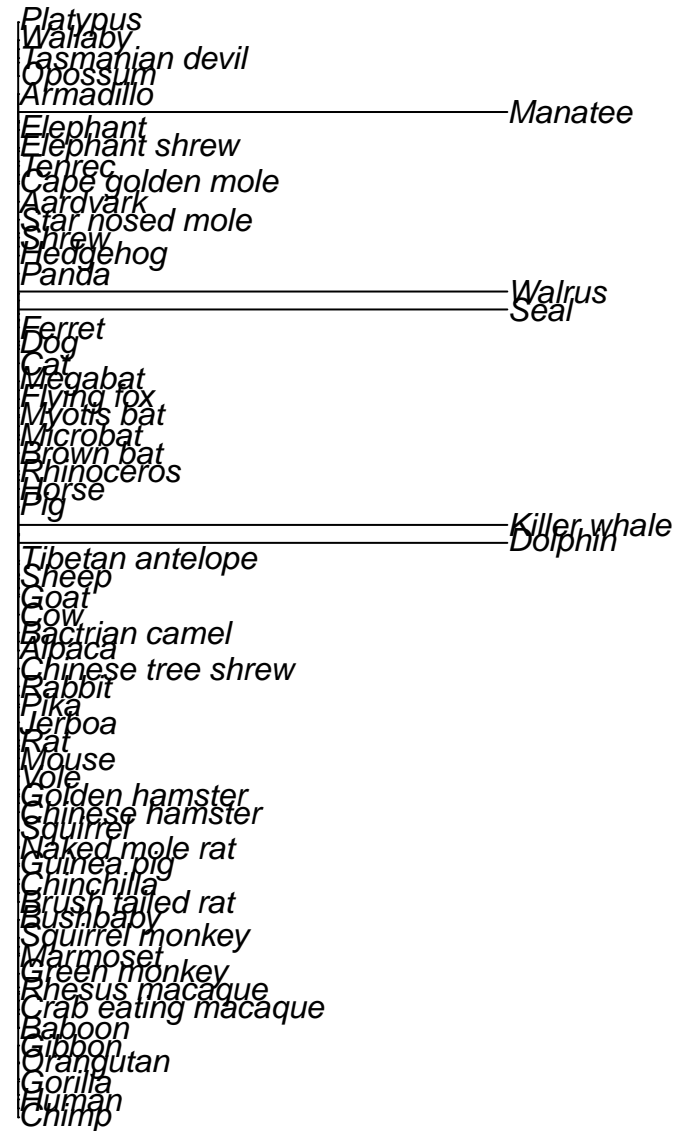 Platypus
Wallaby
Tasmanian devil
Opossum
Armadillo
Manatee
Elephant
Elephant shrew
Tenrec
Cape golden mole
Aardvark
Star nosed mole
Shrew
Hedgehog
Panda
Walrus
Seal
Ferret
Dog
Cat
Megabat
Flying fox
Myotis bat
Microbat
Brown bat
Rhinoceros
Horse
Pig
Killer whale
Dolphin
Tibetan antelope
Sheep
Goat
Cow
Bactrian camel
Alpaca
Chinese tree shrew
Rabbit
Pika
Jerboa
Rat
Mouse
Vole
Golden hamster
Chinese hamster
Squirrel
Naked mole rat
Guinea pig
Chinchilla
Brush tailed rat
Bushbaby
Squirrel monkey
Marmoset
Green monkey
Rhesus macaque
Crab eating macaque
Baboon
Gibbon
Orangutan
Gorilla
Human
Chimp